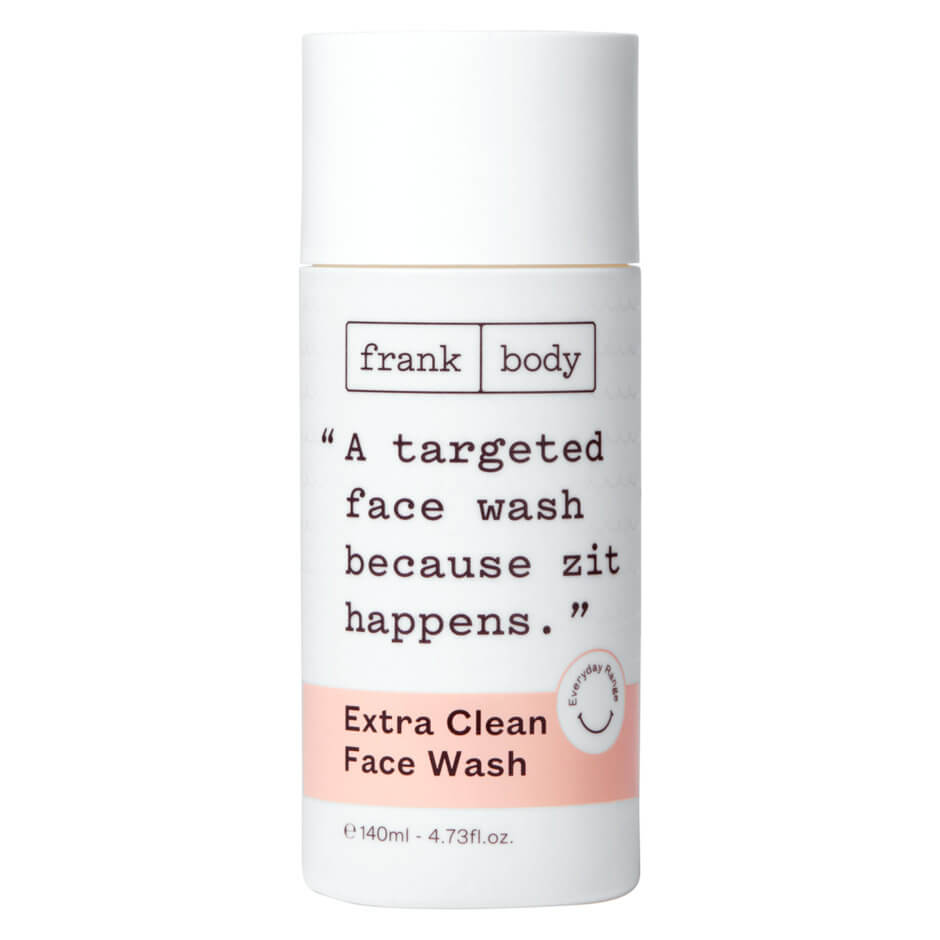 frank body
“A targeted
face wash
because zit
happens.”
Everyday Range
Extra Clean
Face Wash
℮140ml - 4.73fl.oz.